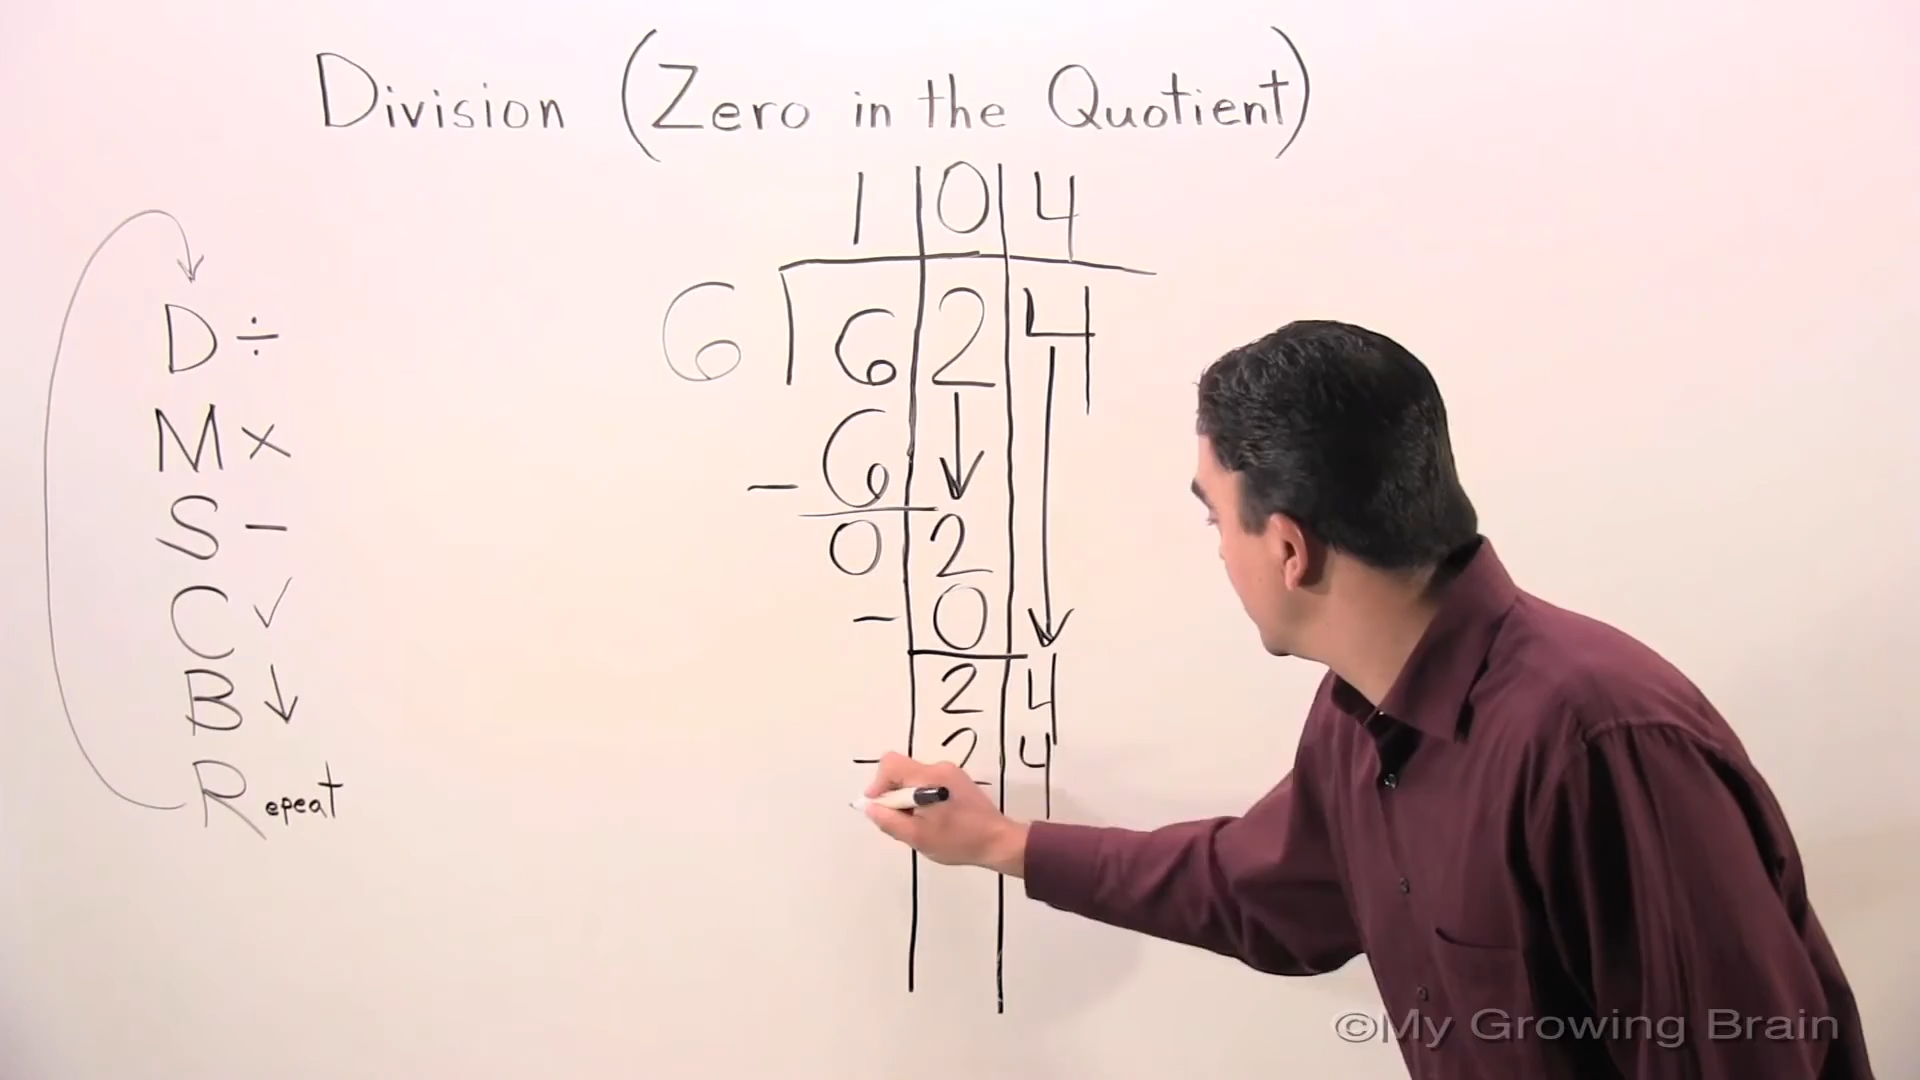 Division (Zero in the Quotient)
1 0 4
6 6 2 4
- 6
0 2
- 0
2 4
- 2 4
D ÷
M ×
S -
C ✓
B ↓
Repeat
©My Growing Brain